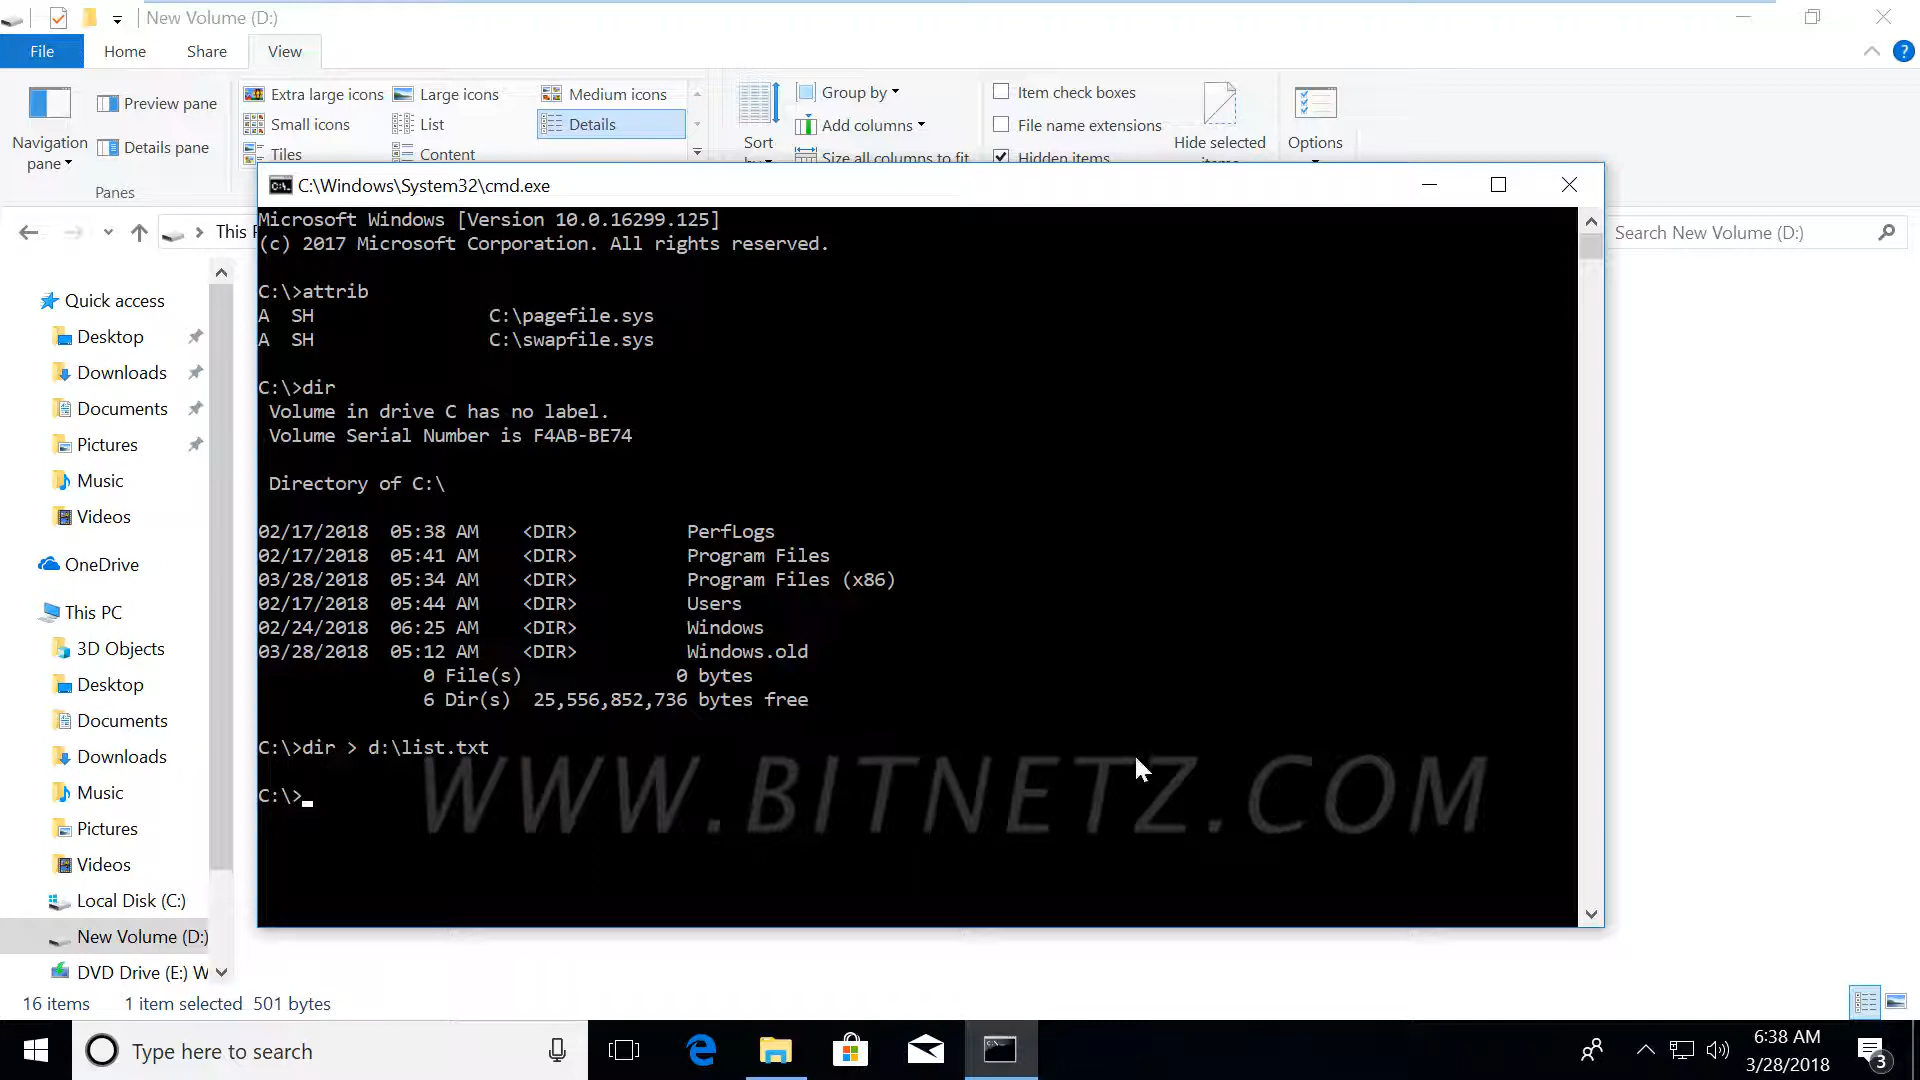 New Volume (D:)
File Home Share View
Navigation pane
Preview pane
Details pane
Panes
Extra large icons Large icons Medium icons
Small icons List Details
Tiles Content
Sort by
Group by
Add columns
Size all columns to fit
Item check boxes
File name extensions
Hidden items
Hide selected items
Options
This P
Search New Volume (D:)
Quick access
Desktop
Downloads
Documents
Pictures
Music
Videos
OneDrive
This PC
3D Objects
Desktop
Documents
Downloads
Music
Pictures
Videos
Local Disk (C:)
New Volume (D:)
DVD Drive (E:) W
C:\Windows\System32\cmd.exe
Microsoft Windows [Version 10.0.16299.125]
(c) 2017 Microsoft Corporation. All rights reserved.
C:\>attrib
A  SH                C:\pagefile.sys
A  SH                C:\swapfile.sys
C:\>dir
Volume in drive C has no label.
Volume Serial Number is F4AB-BE74
Directory of C:\
02/17/2018  05:38 AM    <DIR>          PerfLogs
02/17/2018  05:41 AM    <DIR>          Program Files
03/28/2018  05:34 AM    <DIR>          Program Files (x86)
02/17/2018  05:44 AM    <DIR>          Users
02/24/2018  06:25 AM    <DIR>          Windows
03/28/2018  05:12 AM    <DIR>          Windows.old
0 File(s)              0 bytes
6 Dir(s)  25,556,852,736 bytes free
C:\>dir > d:\list.txt
C:\>
WWW.BITNETZ.COM
16 items 1 item selected 501 bytes
Type here to search
6:38 AM
3/28/2018
3